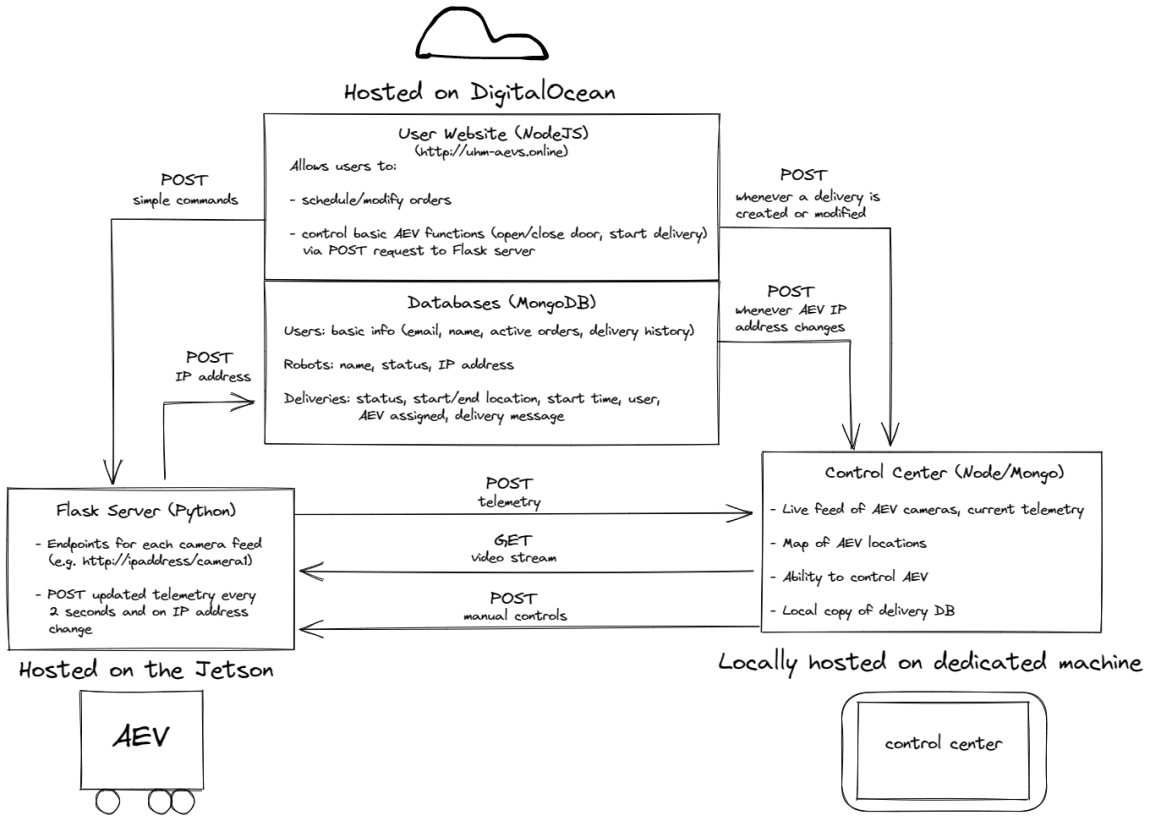 Hosted on DigitalOcean
User Website (NodeJS)
(http://uhm-aevs.online)
Allows users to:
- schedule/modify orders
- control basic AEV functions (open/close door, start delivery)
via POST request to Flask server
POST
simple commands
POST
whenever a delivery is
created or modified
Databases (MongoDB)
Users: basic info (email, name, active orders, delivery history)
Robots: name, status, IP address
Deliveries: status, start/end location, start time, user,
AEV assigned, delivery message
POST
whenever AEV IP
address changes
POST
IP address
Flask Server (Python)
- Endpoints for each camera feed
(e.g. http://ipaddress/camera1)
- POST updated telemetry every
2 seconds and on IP address
change
Hosted on the Jetson
AEV
POST
telemetry
GET
video stream
POST
manual controls
Control Center (Node/Mongo)
- Live feed of AEV cameras, current telemetry
- Map of AEV locations
- Ability to control AEV
- Local copy of delivery DB
Locally hosted on dedicated machine
control center